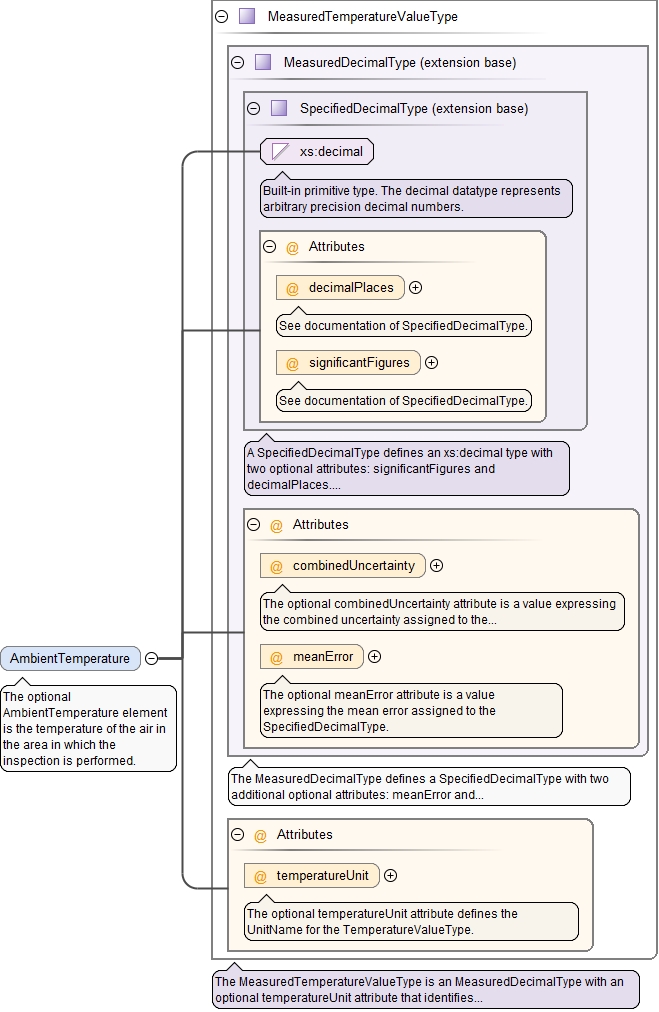 MeasuredTemperatureValueType
MeasuredDecimalType (extension base)
SpecifiedDecimalType (extension base)
xs:decimal
Built-in primitive type. The decimal datatype represents
arbitrary precision decimal numbers.
@ Attributes
@ decimalPlaces
See documentation of SpecifiedDecimalType.
@ significantFigures
See documentation of SpecifiedDecimalType.
A SpecifiedDecimalType defines an xs:decimal type with
two optional attributes: significantFigures and
decimalPlaces....
@ Attributes
@ combinedUncertainty
The optional combinedUncertainty attribute is a value expressing
the combined uncertainty assigned to the...
@ meanError
The optional meanError attribute is a value
expressing the mean error assigned to the
SpecifiedDecimalType.
AmbientTemperature
The optional
AmbientTemperature element
is the temperature of the air in
the area in which the
inspection is performed.
The MeasuredDecimalType defines a SpecifiedDecimalType with two
additional optional attributes: meanError and...
@ Attributes
@ temperatureUnit
The optional temperatureUnit attribute defines the
UnitName for the TemperatureValueType.
The MeasuredTemperatureValueType is an MeasuredDecimalType with an
optional temperatureUnit attribute that identifies...